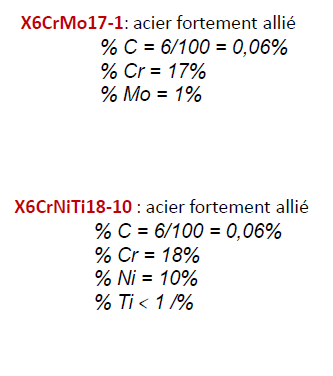 X6CrMo17-1: acier fortement allié
% C = 6/100 = 0,06%
% Cr = 17%
% Mo = 1%
X6CrNiTi18-10 : acier fortement allié
% C = 6/100 = 0,06%
% Cr = 18%
% Ni = 10%
% Ti < 1 /%